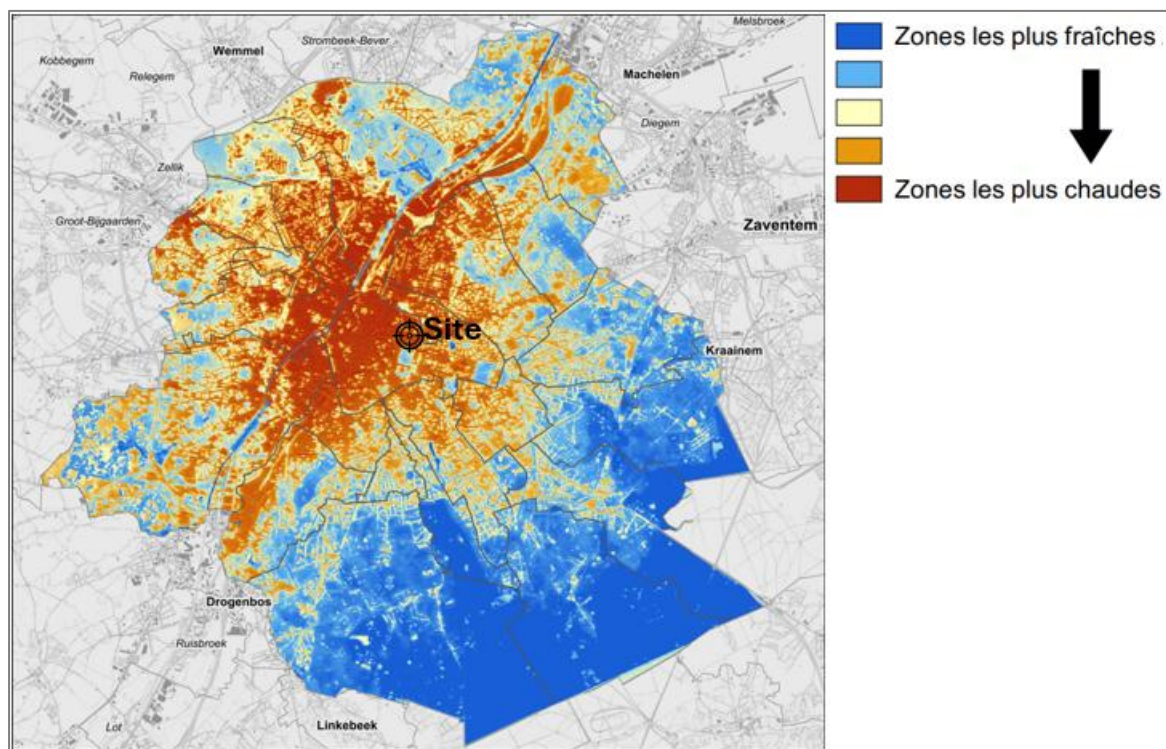 Melsbroek
Strombeek-Bever
Wemmel
Kobbegem
Relegem
Machelen
Diegem
Zellik
Groot-Bijgaarden
Zaventem
Site
Kraainem
Drogenbos
Ruisbroek
Linkebeek
Lot
Zones les plus fraîches
Zones les plus chaudes